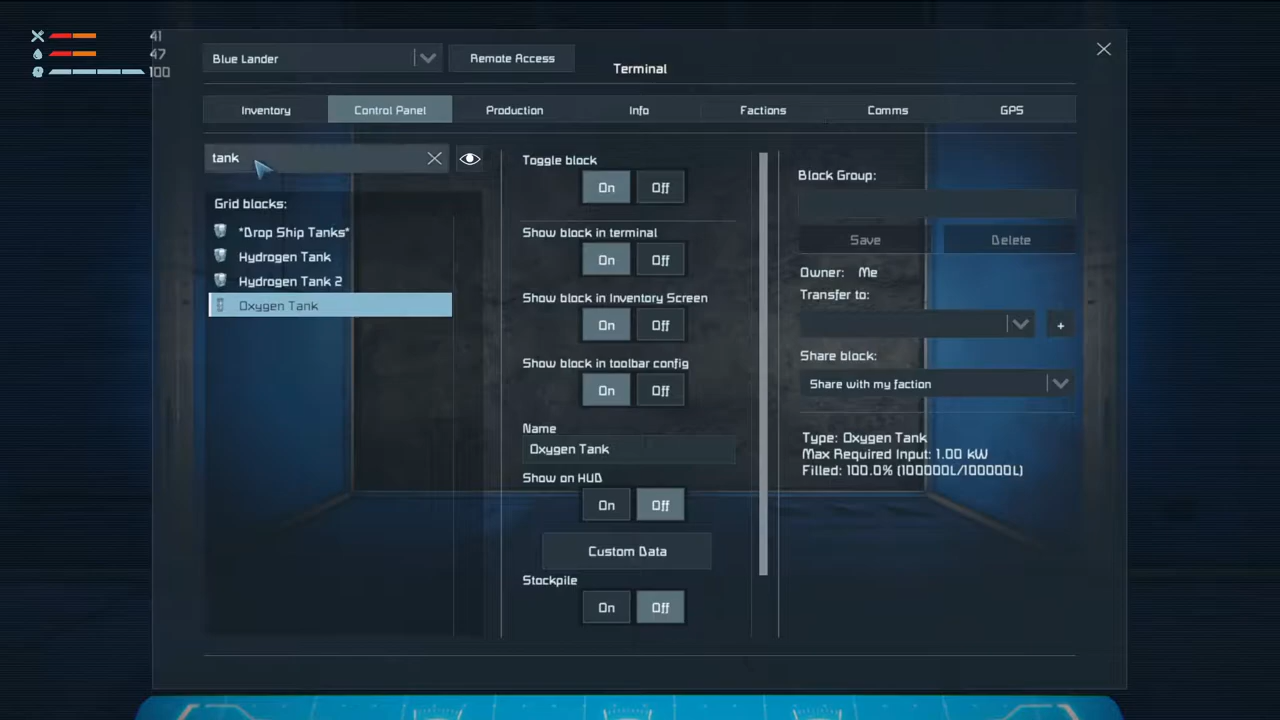 41
47
100
Blue Lander
Remote Access
Terminal
Inventory
Control Panel
Production
Info
Factions
Comms
GPS
tank
Grid blocks:
*Drop Ship Tanks*
Hydrogen Tank
Hydrogen Tank 2
Oxygen Tank
Toggle block
On Off
Show block in terminal
On Off
Show block in Inventory Screen
On Off
Show block in toolbar config
On Off
Name
Oxygen Tank
Show on HUD
On Off
Custom Data
Stockpile
On Off
Block Group:
Save Delete
Owner: Me
Transfer to:
+
Share block:
Share with my faction
Type: Oxygen Tank
Max Required Input: 1.00 kW
Filled: 100.0% (100000L/100000L)